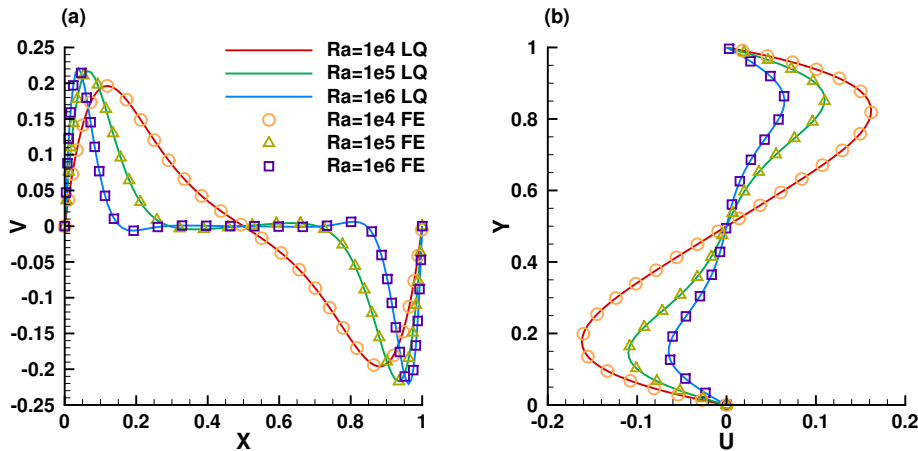 (a)
0.25
0.2
0.15
0.1
0.05
0
-0.05
-0.1
-0.15
-0.2
-0.25
V
0
0.2
0.4
0.6
0.8
1
X
Ra=1e4 LQ
Ra=1e5 LQ
Ra=1e6 LQ
Ra=1e4 FE
Ra=1e5 FE
Ra=1e6 FE
(b)
1
0.8
0.6
0.4
0.2
0
Y
-0.2
-0.1
0
0.1
0.2
U